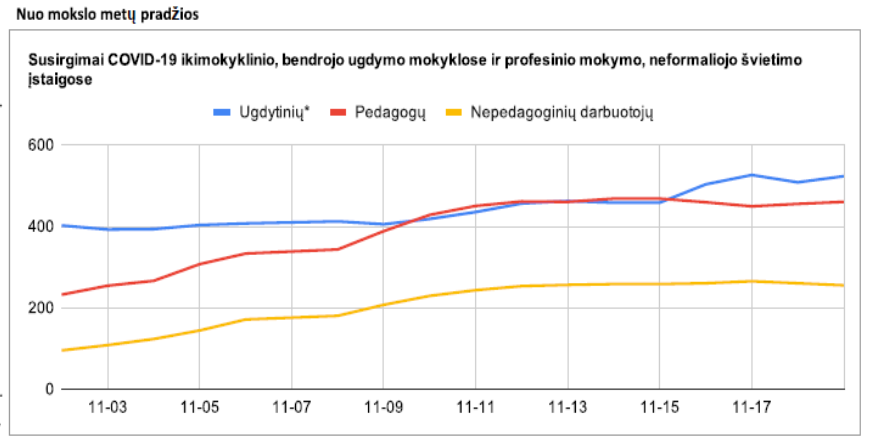 Nuo mokslo metų pradžios
Susirgimai COVID-19 ikimokyklinio, bendrojo ugdymo mokyklose ir profesinio mokymo, neformaliojo švietimo
įstaigose
Ugdytinių* Pedagogų Nepedagoginių darbuotojų
600
400
200
0
11-03 11-05 11-07 11-09 11-11 11-13 11-15 11-17